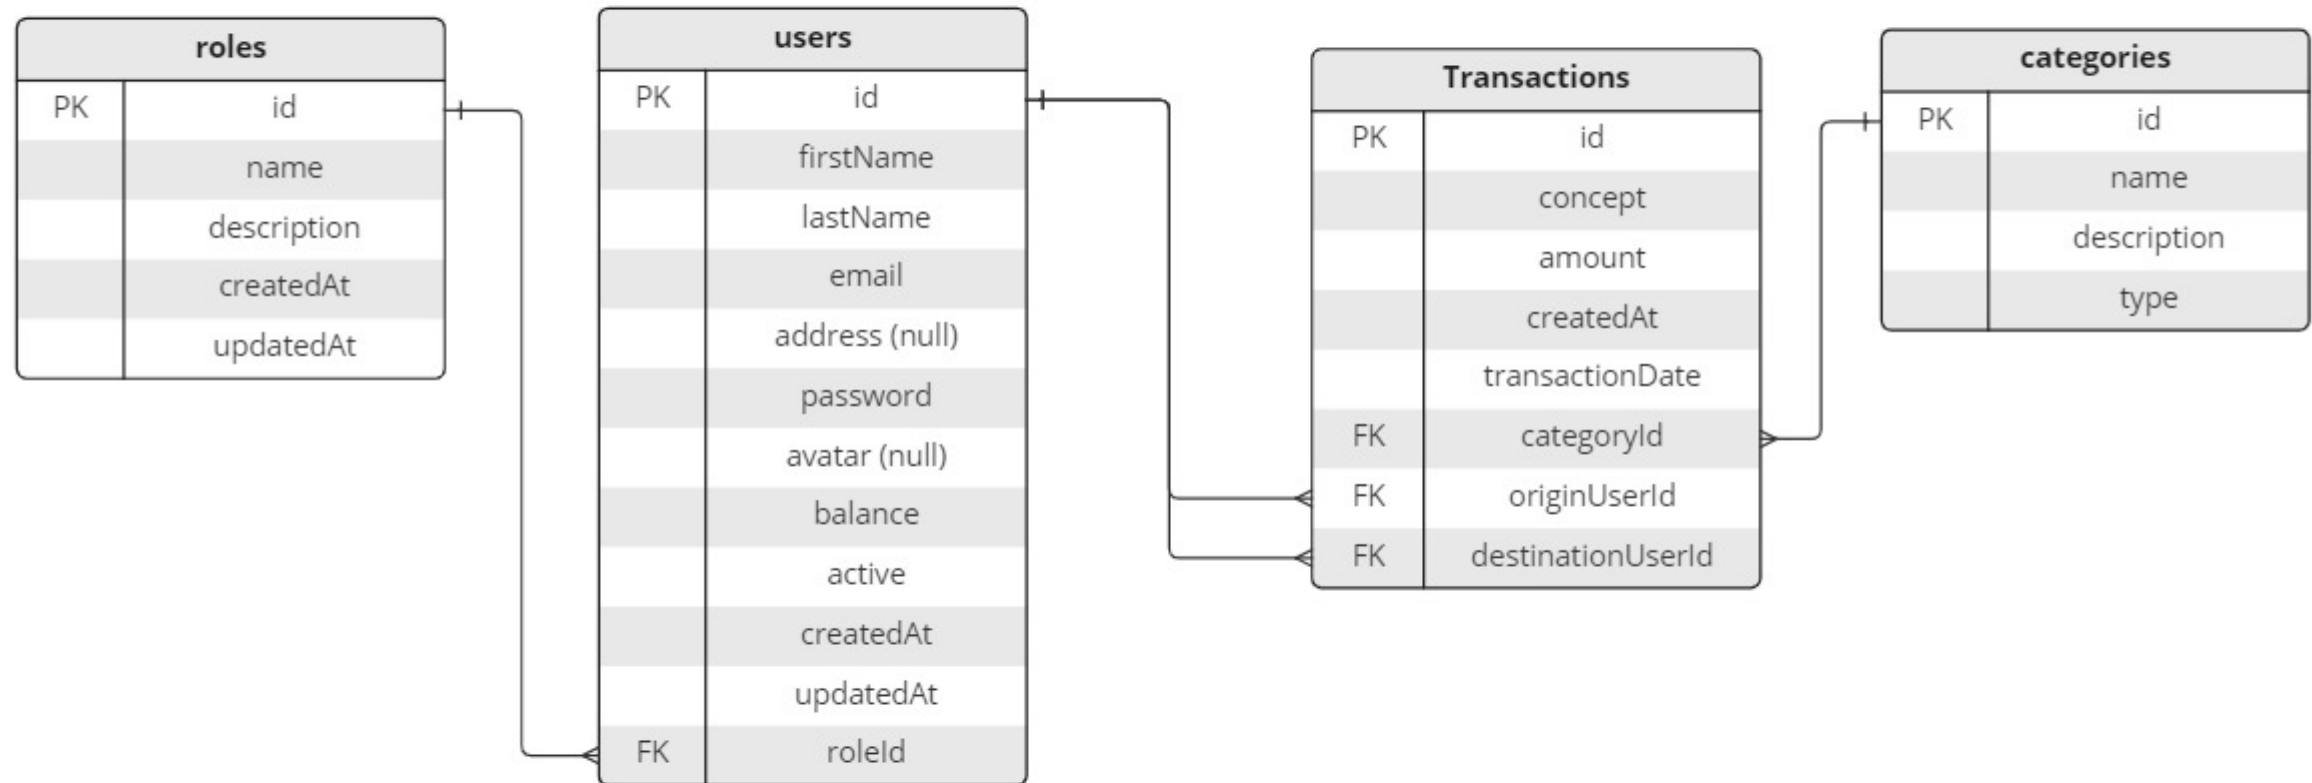 roles
PK id
name
description
createdAt
updatedAt
users
PK id
firstName
lastName
email
address (null)
password
avatar (null)
balance
active
createdAt
updatedAt
FK roleId
Transactions
PK id
concept
amount
createdAt
transactionDate
FK categoryId
FK originUserId
FK destinationUserId
categories
PK id
name
description
type